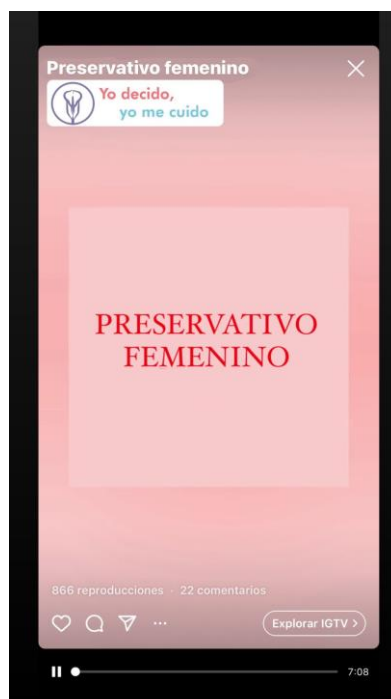 Preservativo femenino
Yo decido,
yo me cuido
PRESERVATIVO
FEMENINO
866 reproducciones · 22 comentarios
Explorar IGTV >
7:08